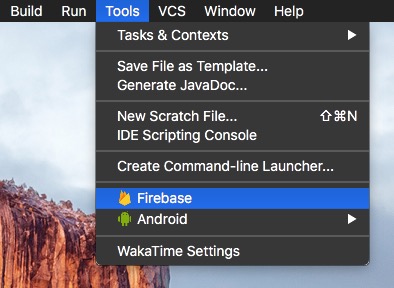 Build Run Tools VCS Window Help
Tasks & Contexts
Save File as Template...
Generate JavaDoc...
New Scratch File... ⇧⌘N
IDE Scripting Console
Create Command-line Launcher...
Firebase
Android
WakaTime Settings